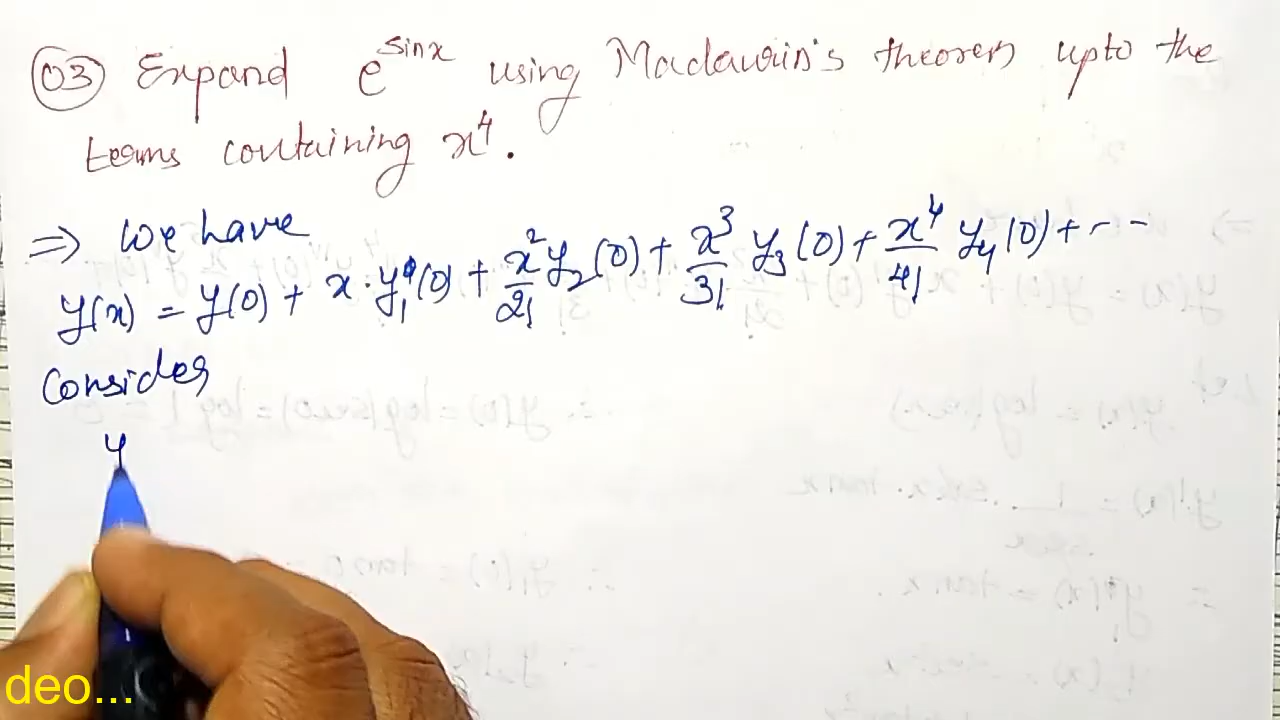 03 Expand e^sinx using Maclaurin's theorem upto the
terms containing x^4.
=> We have
y(x) = y(0) + x·y₁(0) + x²/2! y₂(0) + x³/3! y₃(0) + x⁴/4! y₄(0) + ---
Consider
y
deo...